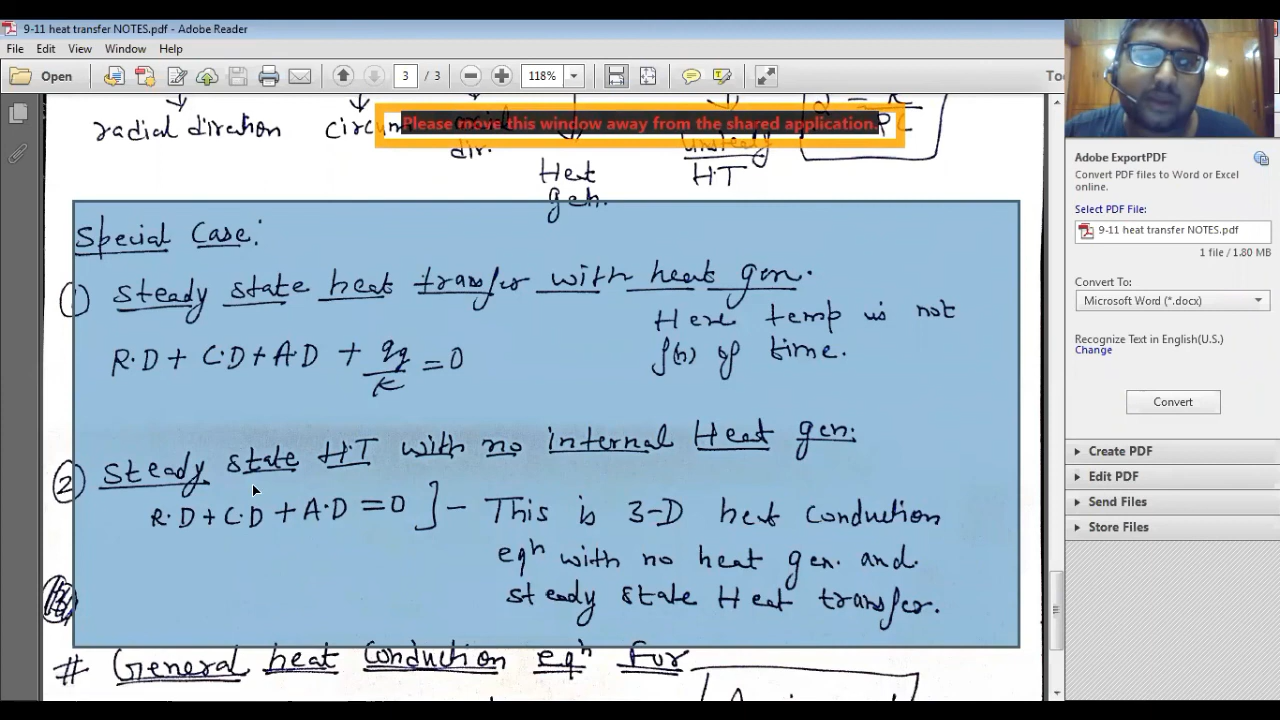 9-11 heat transfer NOTES.pdf - Adobe Reader
File Edit View Window Help
Open 3 / 3 118%
radial diration
Please move this window away from the shared application.
dir.
Heat
gen.
unsteady
H.T
Special Case:
(1) Steady state heat transfer with heat gen.
Here temp is not
f(n) of time.
R.D + C.D + A.D + qg/k = 0
(2) Steady state H.T with no internal Heat gen.
R.D + C.D + A.D = 0 ] - This is 3-D heat conduction
eqn with no heat gen. and
steady state Heat transfer.
# General heat conduction eqn For
Adobe ExportPDF
Convert PDF files to Word or Excel
online.
Select PDF File:
9-11 heat transfer NOTES.pdf
1 file / 1.80 MB
Convert To:
Microsoft Word (*.docx)
Recognize Text in English(U.S.)
Change
Convert
Create PDF
Edit PDF
Send Files
Store Files